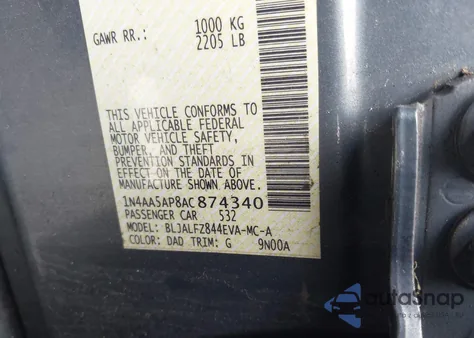 GAWR RR.: 1000 KG
2205 LB
THIS VEHICLE CONFORMS TO
ALL APPLICABLE FEDERAL
MOTOR VEHICLE SAFETY,
BUMPER, AND THEFT
PREVENTION STANDARDS IN
EFFECT ON THE DATE OF
MANUFACTURE SHOWN ABOVE.
1N4AA5AP8AC874340
PASSENGER CAR 532
MODEL: BLJALFZ844EVA-MC-A
COLOR: DAD TRIM: G 9N00A
autoSnap